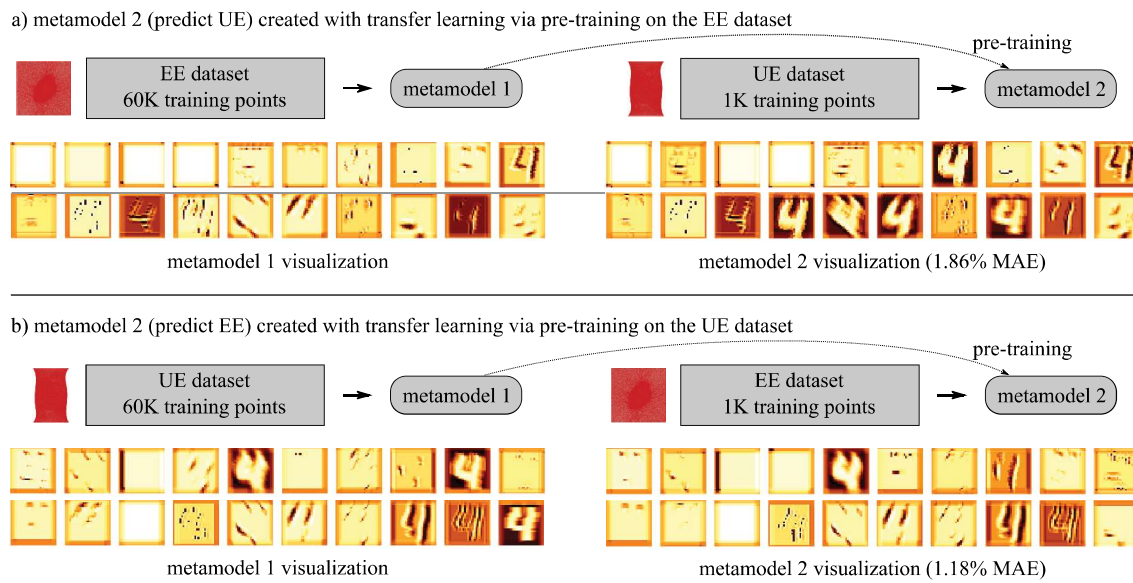 a) metamodel 2 (predict UE) created with transfer learning via pre-training on the EE dataset
pre-training
EE dataset
60K training points
metamodel 1
UE dataset
1K training points
metamodel 2
metamodel 1 visualization
metamodel 2 visualization (1.86% MAE)
b) metamodel 2 (predict EE) created with transfer learning via pre-training on the UE dataset
pre-training
UE dataset
60K training points
metamodel 1
EE dataset
1K training points
metamodel 2
metamodel 1 visualization
metamodel 2 visualization (1.18% MAE)